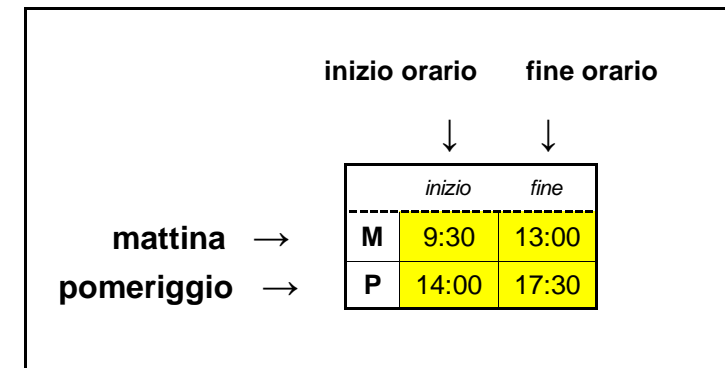 inizio orario fine orario
↓ ↓
inizio fine
mattina → M 9:30 13:00
pomeriggio → P 14:00 17:30